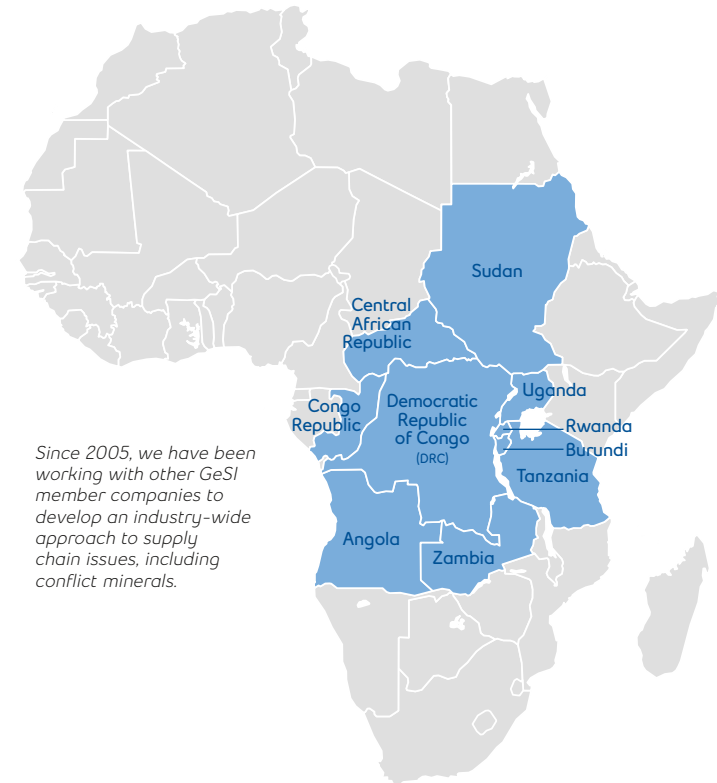 Sudan
Central
African
Republic
Uganda
Congo
Republic
Democratic
Republic
of Congo
(DRC)
Rwanda
Burundi
Tanzania
Angola
Zambia
Since 2005, we have been
working with other GeSI
member companies to
develop an industry-wide
approach to supply
chain issues, including
conflict minerals.